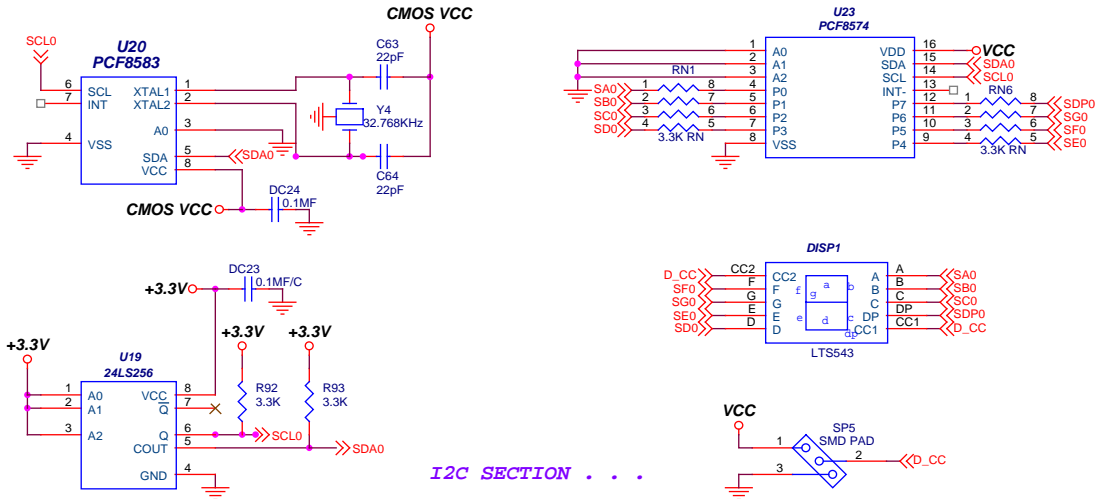 CMOS VCC
U20
PCF8583
SCL0
6 SCL
7 INT
4 VSS
XTAL1 1
XTAL2 2
A0 3
SDA 5
VCC 8
SDA0
C63
22pF
Y4
32.768KHz
C64
22pF
DC24
0.1MF
CMOS VCC
U23
PCF8574
1 A0
2 A1
3 A2
4 P0
5 P1
6 P2
7 P3
8 VSS
VDD 16
SDA 15
SCL 14
INT- 13
P7 12
P6 11
P5 10
P4 9
VCC
SDA0
SCL0
RN1
SA0 1 8
SB0 2 7
SC0 3 6
SD0 4 5
3.3K RN
RN6
1 8 SDP0
2 7 SG0
3 6 SF0
4 5 SE0
3.3K RN
DC23
0.1MF/C
+3.3V
+3.3V
+3.3V
+3.3V
U19
24LS256
1 A0
2 A1
3 A2
VCC 8
Q 7
Q 6
COUT 5
GND 4
R92
3.3K
R93
3.3K
SCL0
SDA0
DISP1
D_CC CC2 CC2
SF0 F F
SG0 G G
SE0 E E
SD0 D D
a
f b
g
e d c
dp
A A SA0
B B SB0
C C SC0
DP DP SDP0
CC1 CC1 D_CC
LTS543
VCC
SP5
SMD PAD
1
2
3
D_CC
I2C SECTION . . .